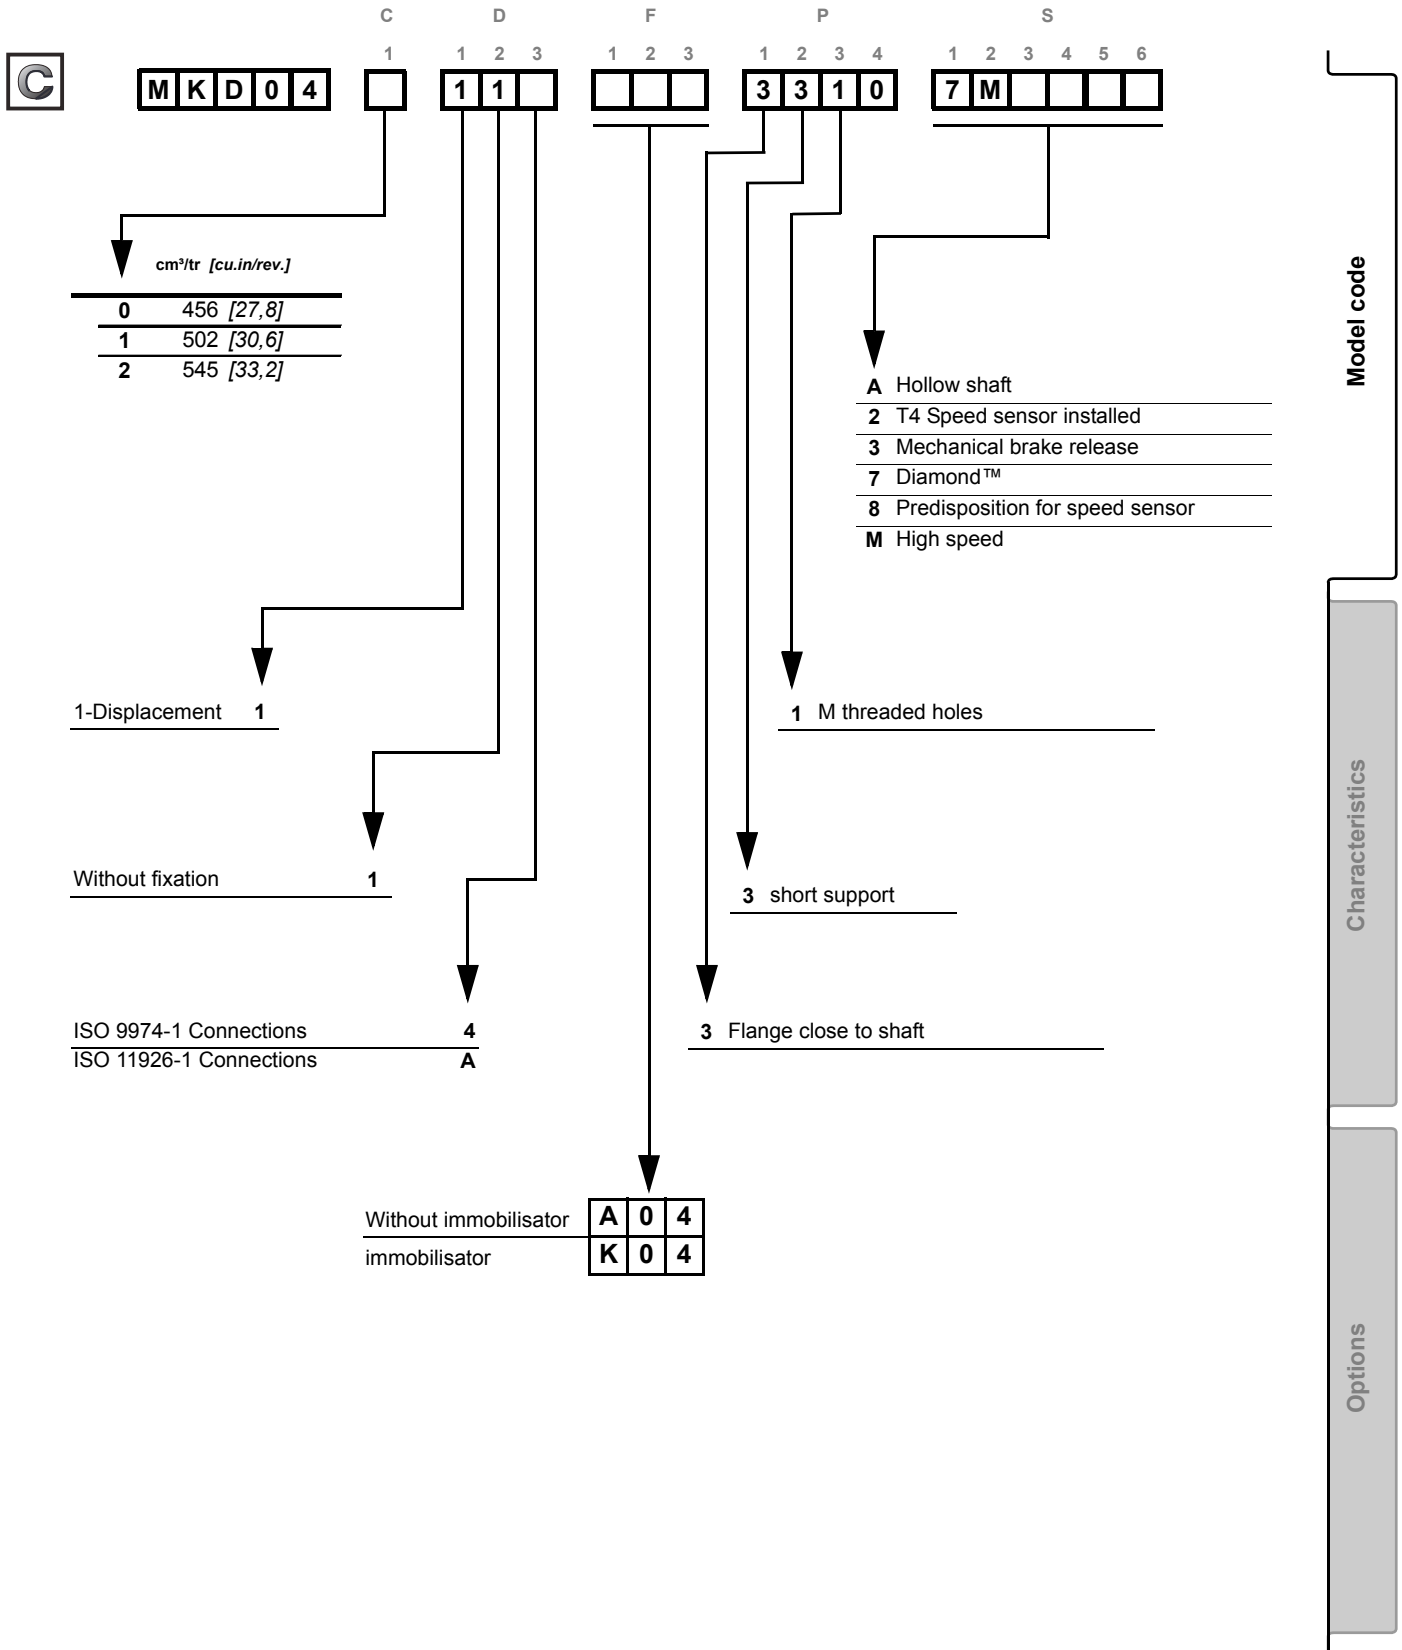 C D F P S
1 1 2 3 1 2 3 1 2 3 4 1 2 3 4 5 6
C M K D 0 4 1 1 3 3 1 0 7 M
cm³/tr [cu.in/rev.]
0 456 [27,8]
1 502 [30,6]
2 545 [33,2]
A Hollow shaft
2 T4 Speed sensor installed
3 Mechanical brake release
7 Diamond™
8 Predisposition for speed sensor
M High speed
1-Displacement 1
1 M threaded holes
Without fixation 1
3 short support
ISO 9974-1 Connections 4
ISO 11926-1 Connections A
3 Flange close to shaft
Without immobilisator A 0 4
immobilisator K 0 4
Model code
Characteristics
Options